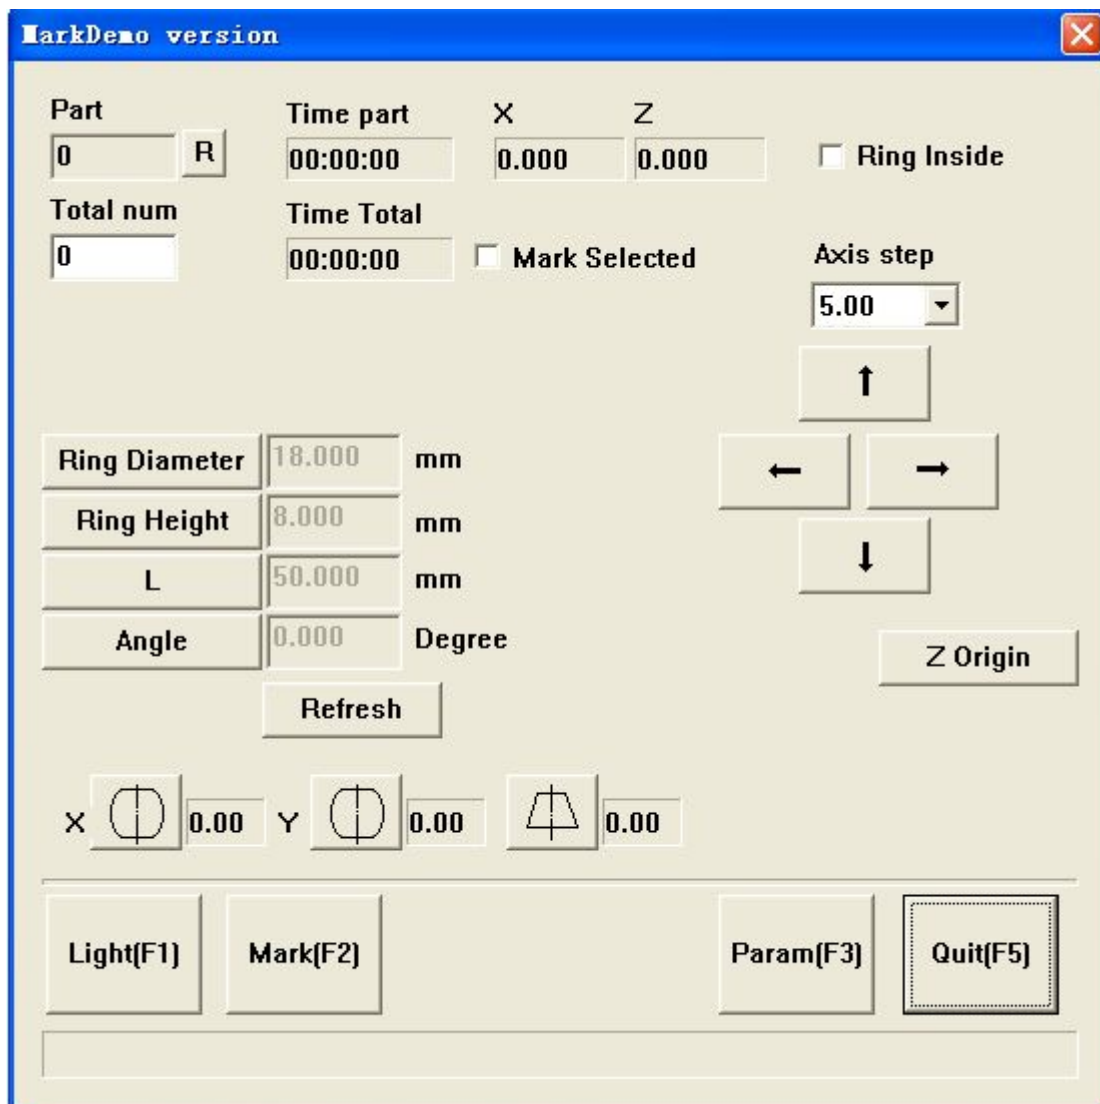 MarkDemo version
Part Time part X Z
0 R 00:00:00 0.000 0.000 Ring Inside
Total num Time Total
0 00:00:00 Mark Selected Axis step
5.00
Ring Diameter 18.000 mm
Ring Height 8.000 mm
L 50.000 mm
Angle 0.000 Degree
Z Origin
Refresh
X 0.00 Y 0.00 0.00
Light(F1) Mark(F2) Param(F3) Quit(F5)